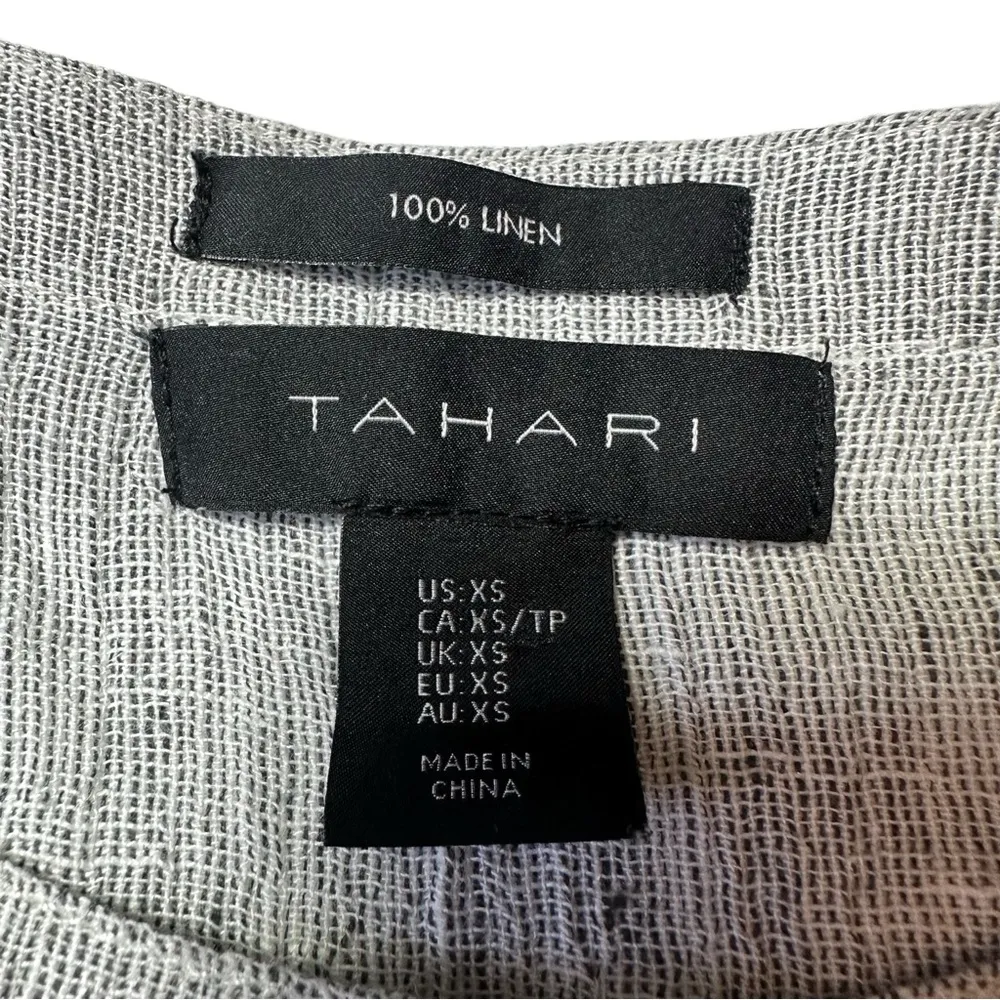 100% LINEN
TAHARI
US: XS
CA: XS/TP
UK: XS
EU: XS
AU: XS
MADE IN
CHINA